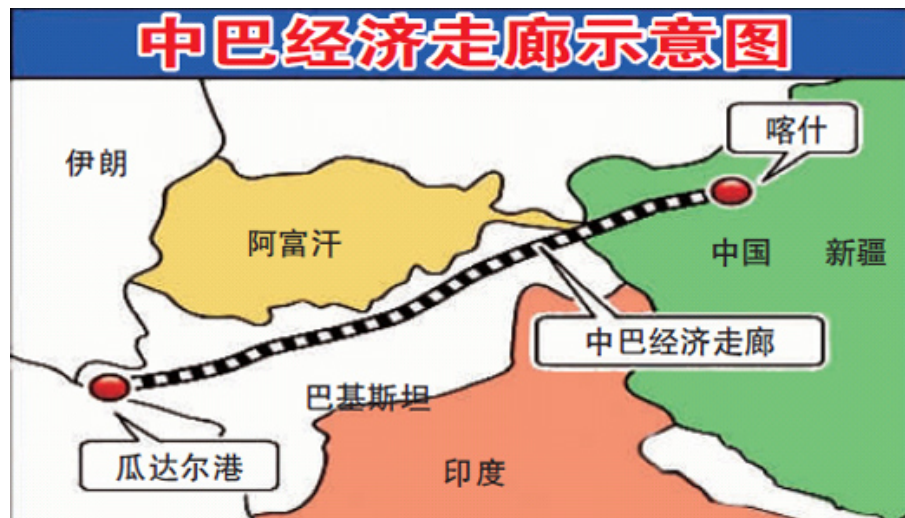 中巴经济走廊示意图
喀什
伊朗
阿富汗
中国
新疆
中巴经济走廊
巴基斯坦
瓜达尔港
印度